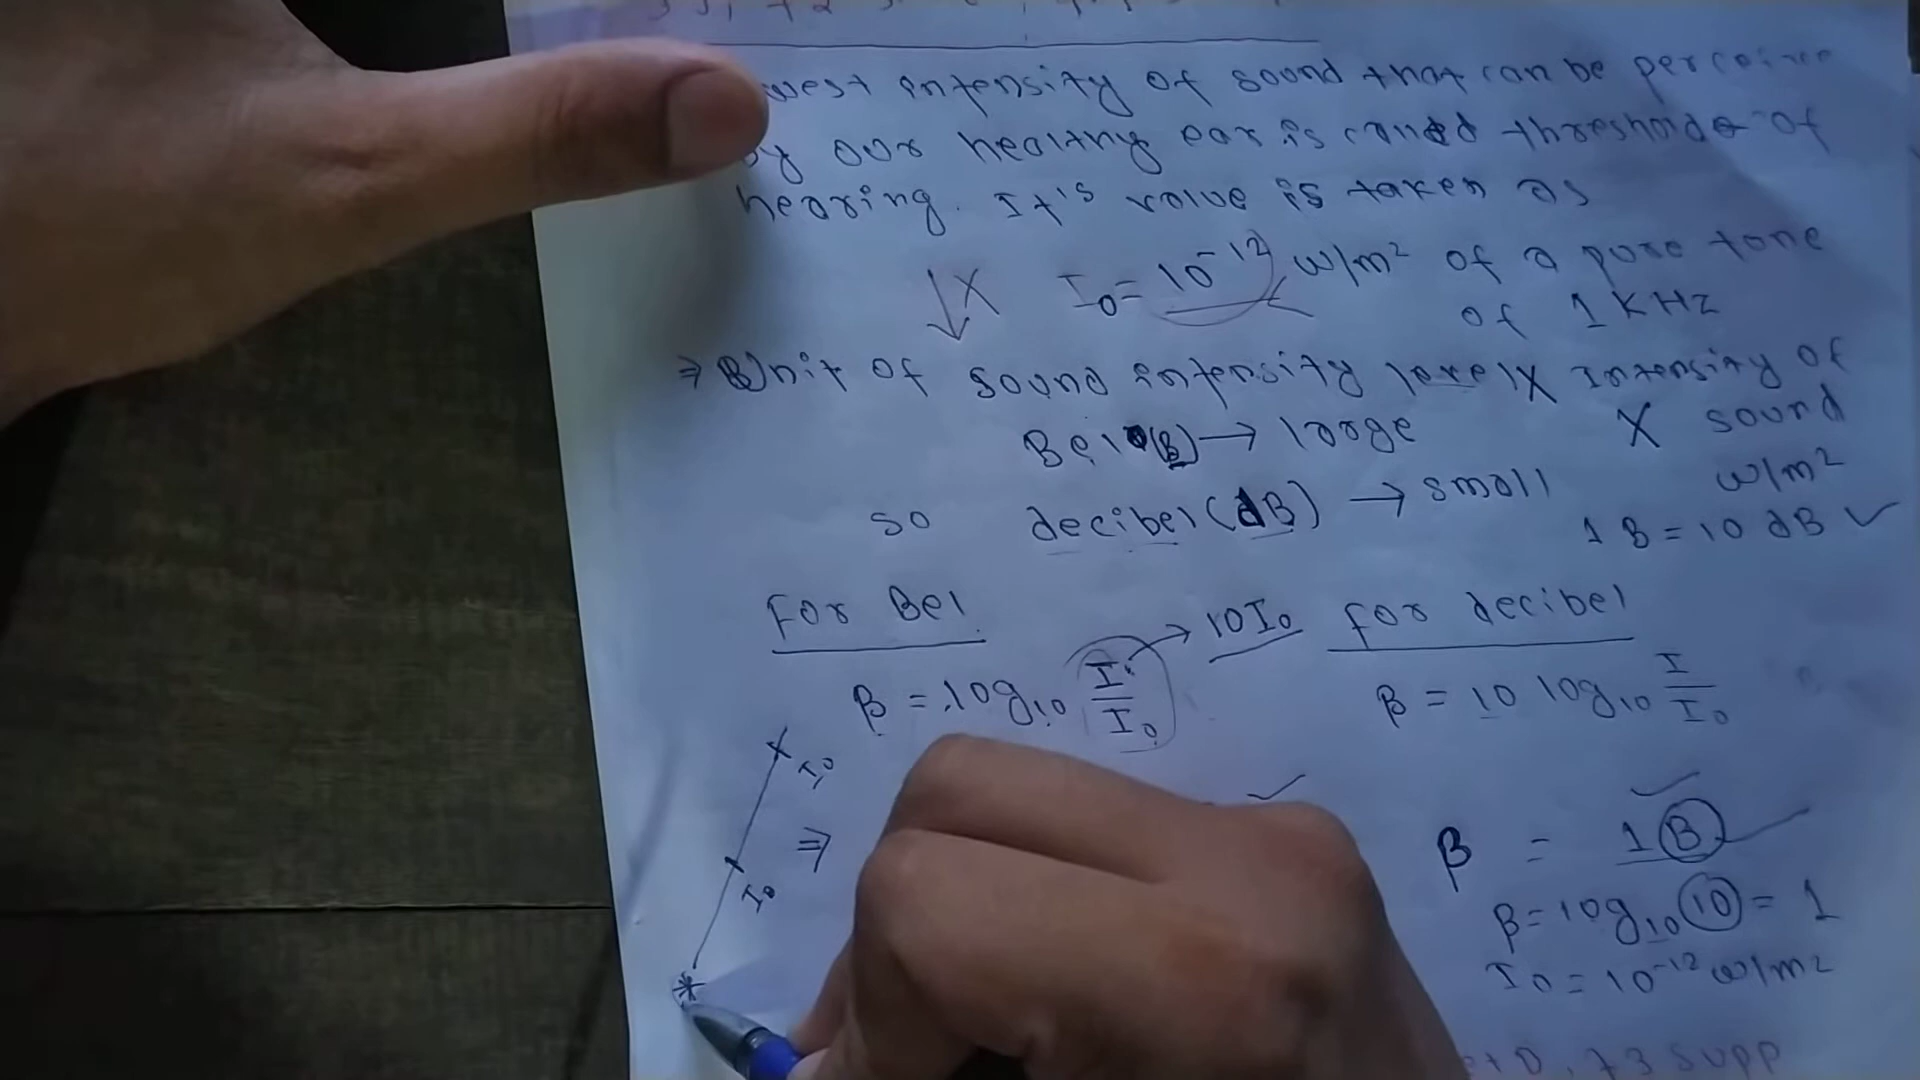 west intensity of sound that can be perceive
by our healthy ear is called threshold of
hearing. It's value is taken as
X I₀ = 10⁻¹² w/m² of a pure tone
of 1 KHz
⇒ Unit of sound intensity level X Intensity of
X sound
Bel (B) → large
w/m²
so decibel (dB) → small
1 B = 10 dB ✓
For Bel
10I₀
for decibel
β = log₁₀ I/I₀ →
β = 10 log₁₀ I/I₀
I₀
⇒
I₀
β = 1 B
β = log₁₀ 10 = 1
I₀ = 10⁻¹² w/m²